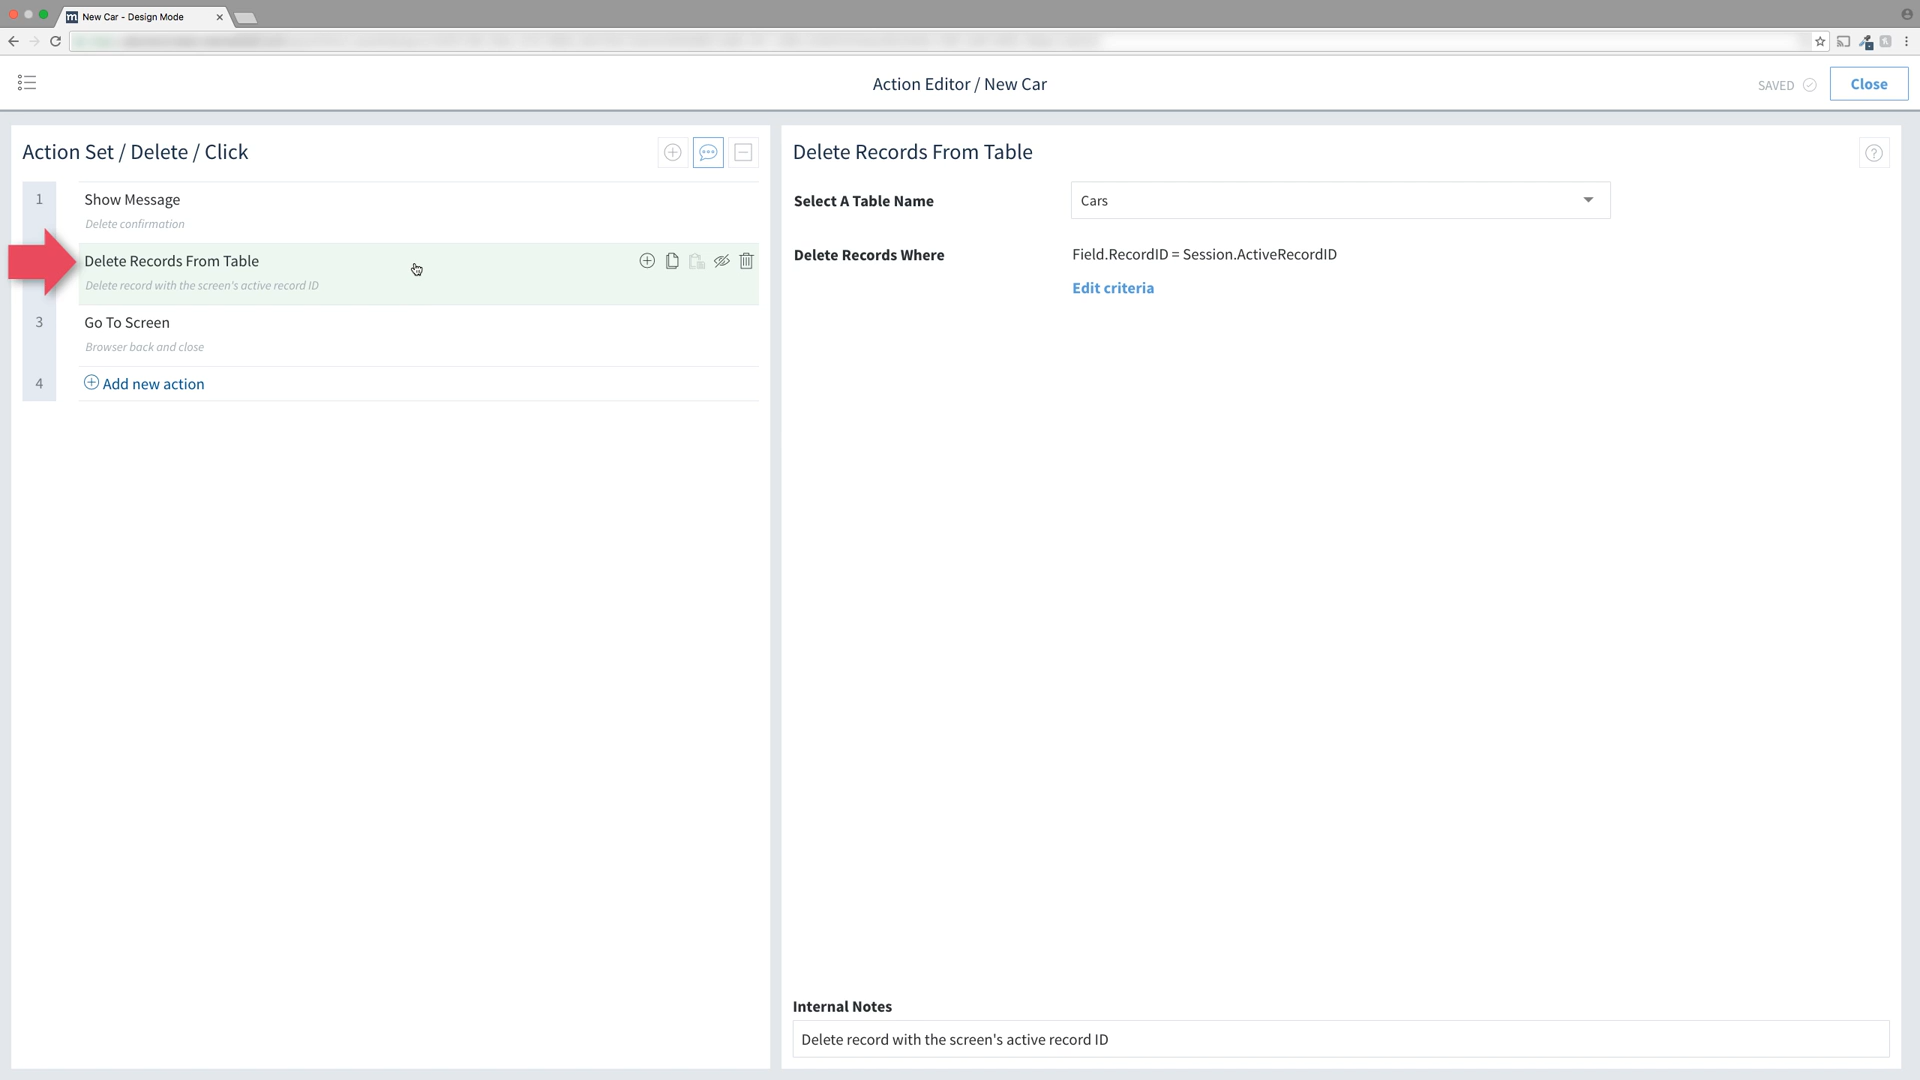 New Car - Design Mode
Action Editor / New Car
SAVED
Close
Action Set / Delete / Click
1
Show Message
Delete confirmation
Delete Records From Table
Delete record with the screen's active record ID
3
Go To Screen
Browser back and close
4
Add new action
Delete Records From Table
?
Select A Table Name
Cars
Delete Records Where
Field.RecordID = Session.ActiveRecordID
Edit criteria
Internal Notes
Delete record with the screen's active record ID